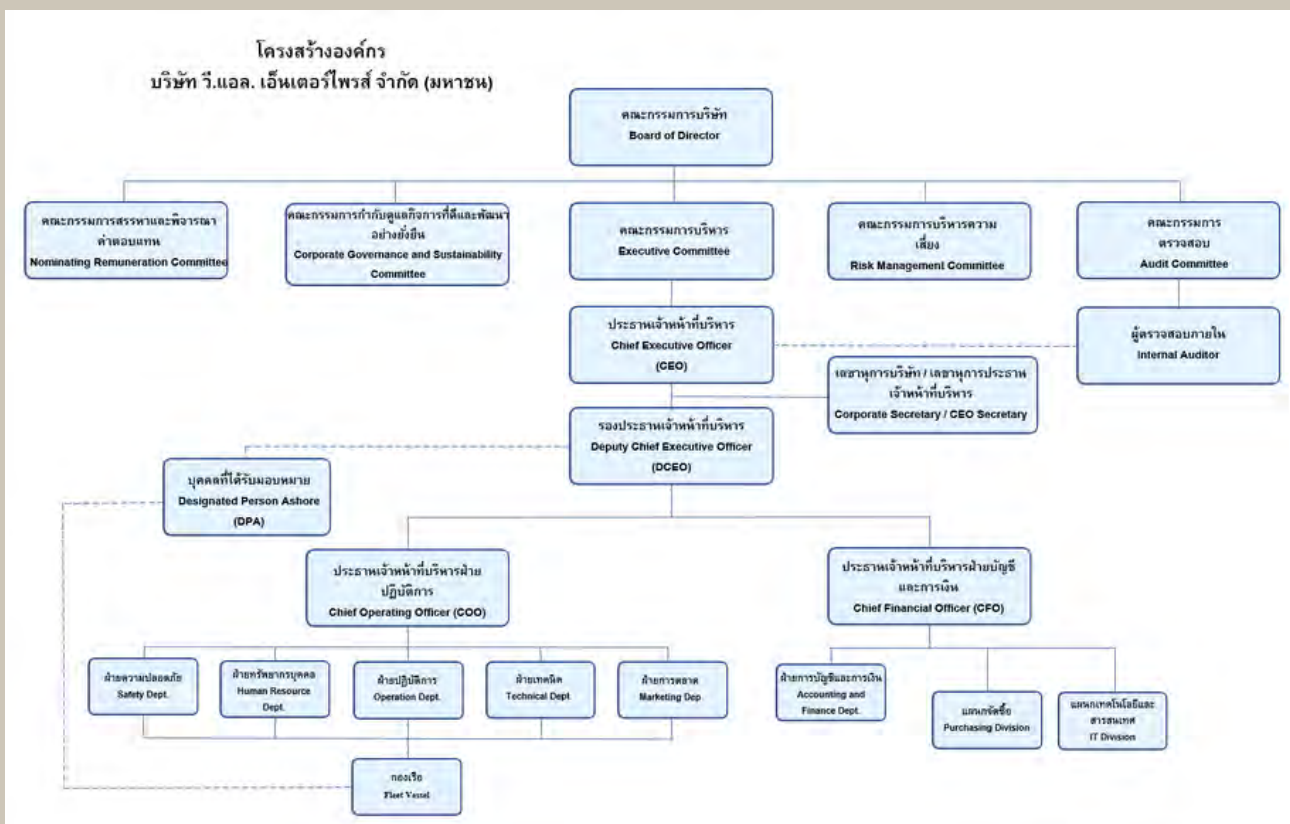 โครงสร้างองค์กร
บริษัท วี.แอล. เอ็นเตอร์ไพรส์ จำกัด (มหาชน)
คณะกรรมการบริษัท
Board of Director
คณะกรรมการสรรหาและพิจารณา
ค่าตอบแทน
Nominating Remuneration Committee
คณะกรรมการกำกับดูแลกิจการที่ดีและพัฒนา
อย่างยั่งยืน
Corporate Governance and Sustainability
Committee
คณะกรรมการบริหาร
Executive Committee
คณะกรรมการบริหารความ
เสี่ยง
Risk Management Committee
คณะกรรมการ
ตรวจสอบ
Audit Committee
ประธานเจ้าหน้าที่บริหาร
Chief Executive Officer
(CEO)
ผู้ตรวจสอบภายใน
Internal Auditor
เลขานุการบริษัท / เลขานุการประธาน
เจ้าหน้าที่บริหาร
Corporate Secretary / CEO Secretary
รองประธานเจ้าหน้าที่บริหาร
Deputy Chief Executive Officer
(DCEO)
บุคคลที่ได้รับมอบหมาย
Designated Person Ashore
(DPA)
ประธานเจ้าหน้าที่บริหารฝ่าย
ปฏิบัติการ
Chief Operating Officer (COO)
ประธานเจ้าหน้าที่บริหารฝ่ายบัญชี
และการเงิน
Chief Financial Officer (CFO)
ฝ่ายความปลอดภัย
Safety Dept.
ฝ่ายทรัพยากรบุคคล
Human Resource
Dept.
ฝ่ายปฏิบัติการ
Operation Dept.
ฝ่ายเทคนิค
Technical Dept.
ฝ่ายการตลาด
Marketing Dep.
ฝ่ายการบัญชีและการเงิน
Accounting and
Finance Dept.
แผนกจัดซื้อ
Purchasing Division
แผนกเทคโนโลยีและ
สารสนเทศ
IT Division
กองเรือ
Fleet Vessel